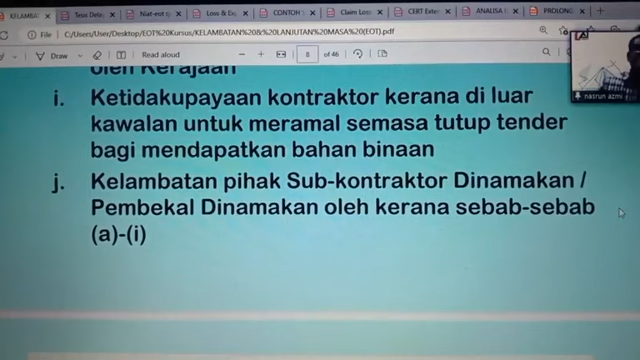 KELAMBAT
Niat-eot s
Loss & Ex
CONTOH
Claim Loss
CERT Exten
ANALISA
PROLONG
File | C:/Users/User/Desktop/EOT%20Kursus/KELAMBATAN%20&%20LANJUTAN%20MASA%20(EOT).pdf
Draw
Read aloud
8 of 46
oleh Kerajaan
i. Ketidakupayaan kontraktor kerana di luar
kawalan untuk meramal semasa tutup tender
bagi mendapatkan bahan binaan
j. Kelambatan pihak Sub-kontraktor Dinamakan /
Pembekal Dinamakan oleh kerana sebab-sebab
(a)-(i)
nasrun azmi